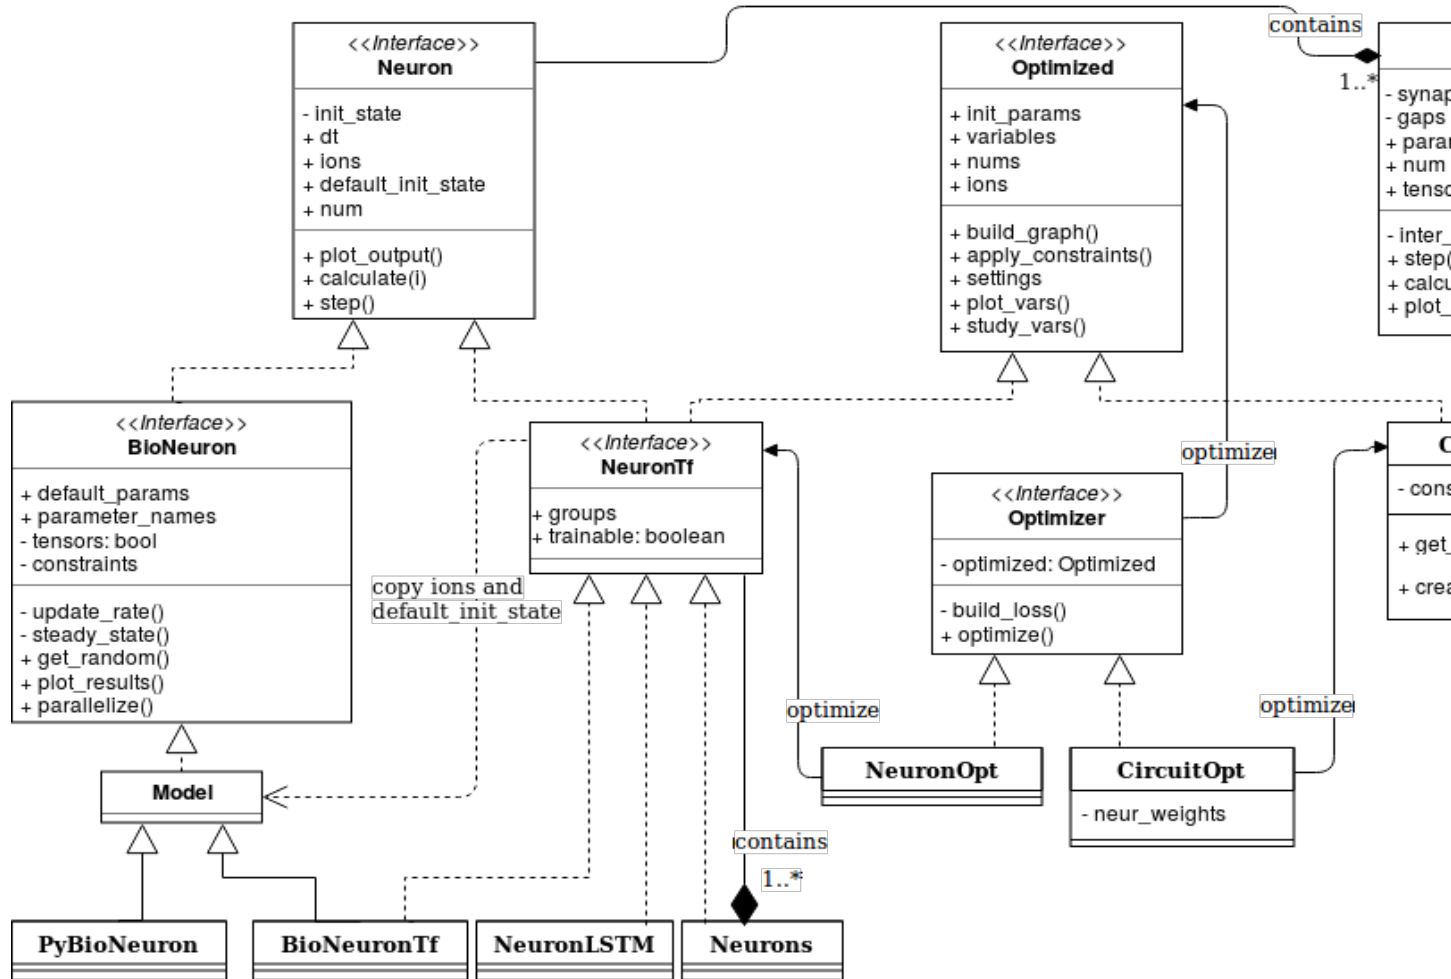 <<Interface>>
Neuron
- init_state
+ dt
+ ions
+ default_init_state
+ num
+ plot_output()
+ calculate(i)
+ step()
<<Interface>>
Optimized
+ init_params
+ variables
+ nums
+ ions
+ build_graph()
+ apply_constraints()
+ settings
+ plot_vars()
+ study_vars()
contains
1..*
- gaps
+ num
<<Interface>>
BioNeuron
+ default_params
+ parameter_names
- tensors: bool
- constraints
- update_rate()
- steady_state()
+ get_random()
+ plot_results()
+ parallelize()
<<Interface>>
NeuronTf
+ groups
+ trainable: boolean
copy ions and
default_init_state
optimize
<<Interface>>
Optimizer
- optimized: Optimized
- build_loss()
+ optimize()
optimize
optimize
Model
NeuronOpt
CircuitOpt
- neur_weights
contains
1..*
PyBioNeuron
BioNeuronTf
NeuronLSTM
Neurons